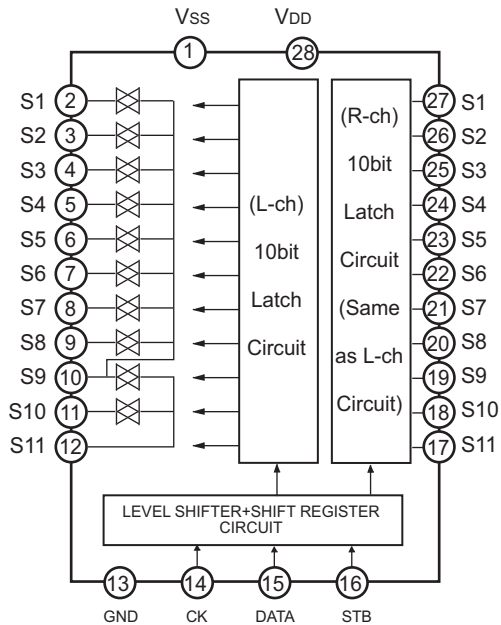 VSS VDD
1 28
S1 2 27 S1
S2 3 26 S2
S3 4 25 S3
S4 5 24 S4
S5 6 23 S5
S6 7 22 S6
S7 8 21 S7
S8 9 20 S8
S9 10 19 S9
S10 11 18 S10
S11 12 17 S11
(L-ch)
10bit
Latch
Circuit
(R-ch)
10bit
Latch
Circuit
(Same
as L-ch
Circuit)
LEVEL SHIFTER+SHIFT REGISTER
CIRCUIT
13 14 15 16
GND CK DATA STB